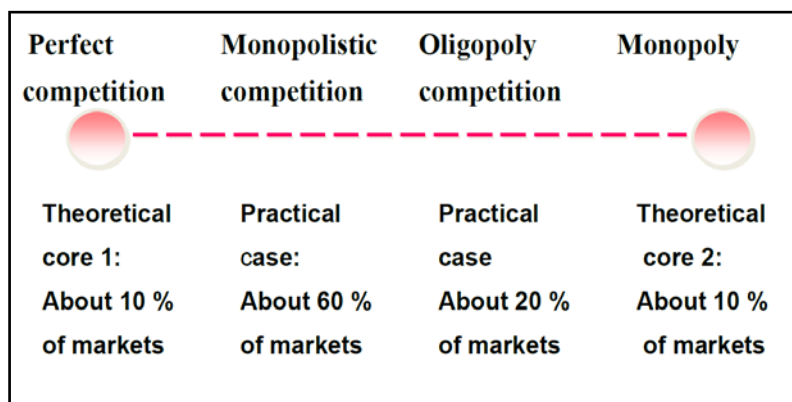 Perfect competition
Monopolistic competition
Oligopoly competition
Monopoly
Theoretical
core 1:
About 10 %
of markets
Practical
case:
About 60 %
of markets
Practical
case
About 20 %
of markets
Theoretical
core 2:
About 10 %
of markets